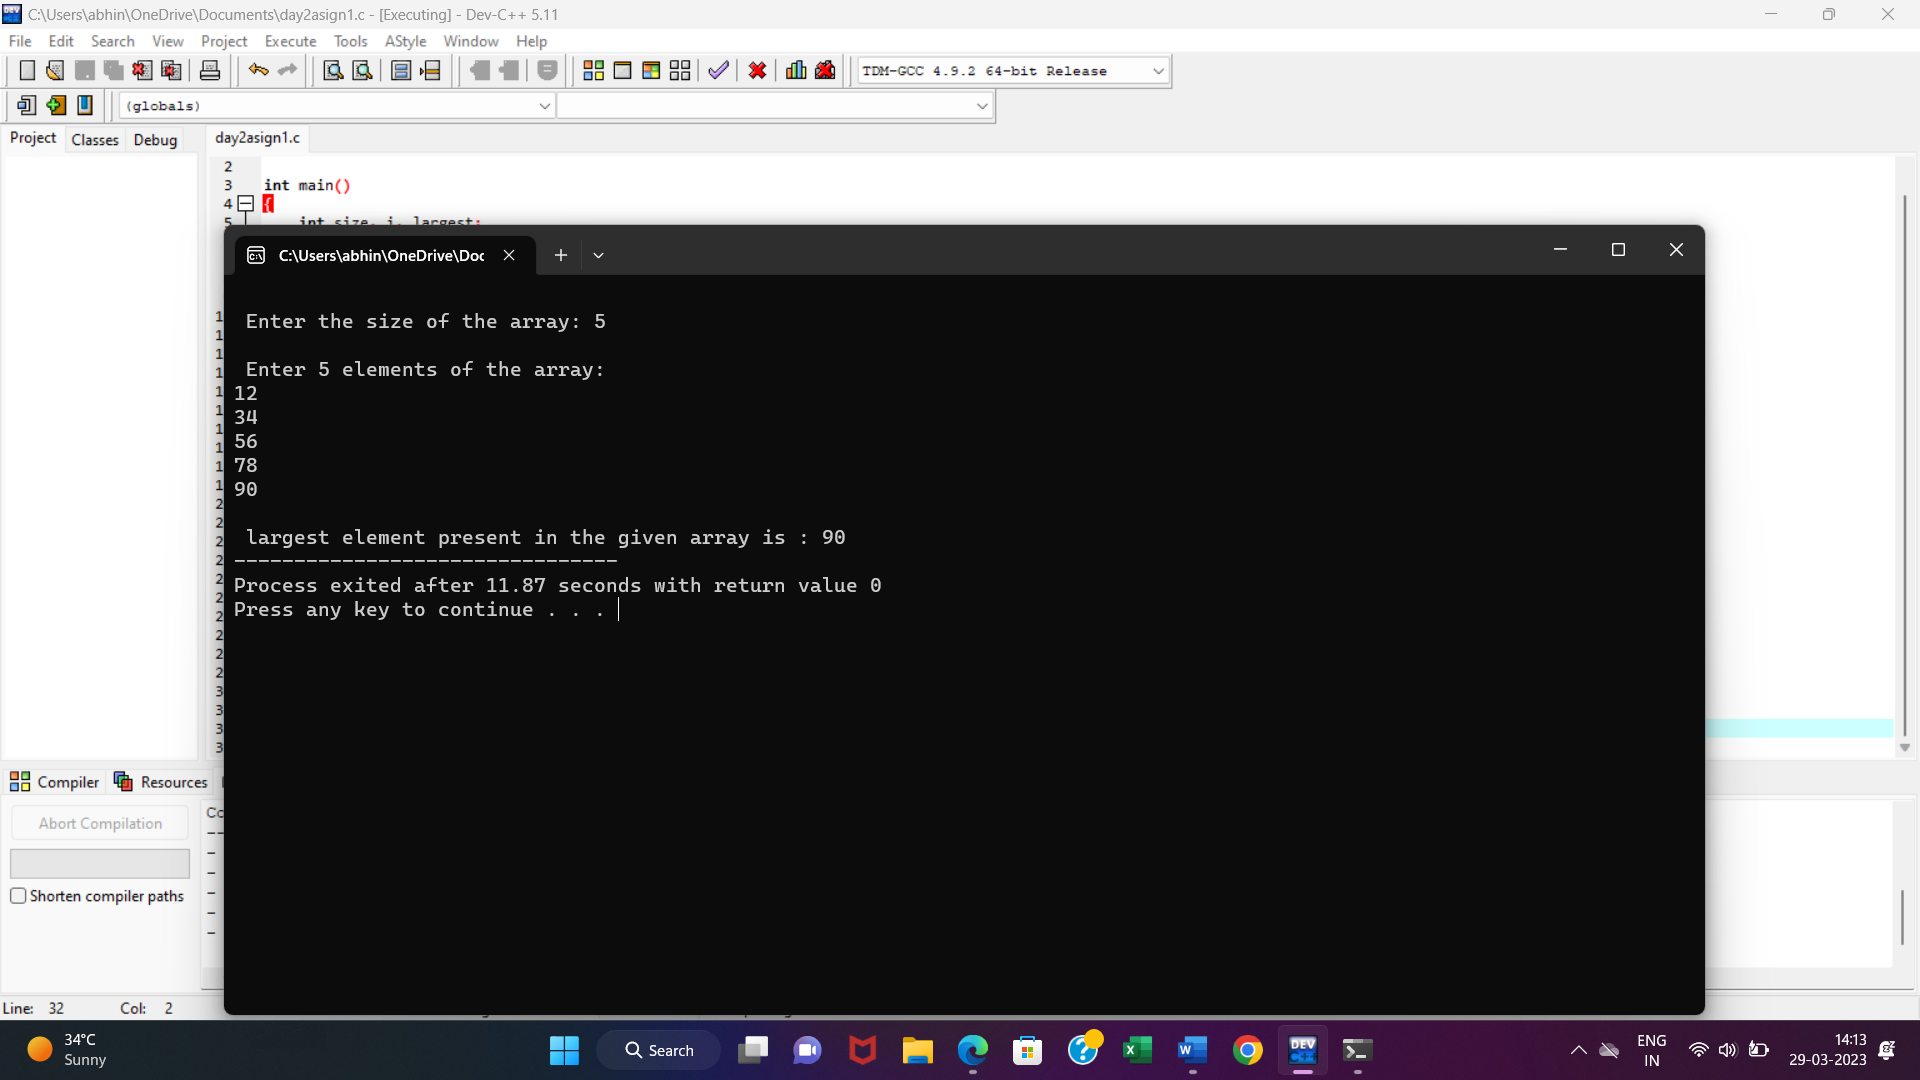 C:\Users\abhin\OneDrive\Documents\day2asign1.c - [Executing] - Dev-C++ 5.11
File Edit Search View Project Execute Tools AStyle Window Help
TDM-GCC 4.9.2 64-bit Release
(globals)
Project Classes Debug day2asign1.c
2
3 int main()
4 {
5 int size, i, largest;
C:\Users\abhin\OneDrive\Doc
Enter the size of the array: 5
Enter 5 elements of the array:
12
34
56
78
90
largest element present in the given array is : 90
--------------------------------
Process exited after 11.87 seconds with return value 0
Press any key to continue . . .
Compiler Resources
Abort Compilation
Shorten compiler paths
Line: 32 Col: 2
34°C
Sunny
Search
ENG
IN
14:13
29-03-2023